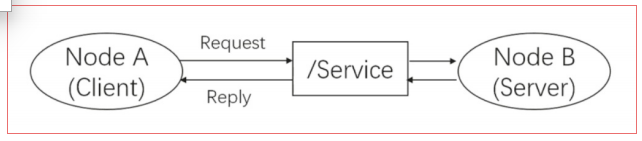 Node A
(Client)
Request
Reply
/Service
Node B
(Server)